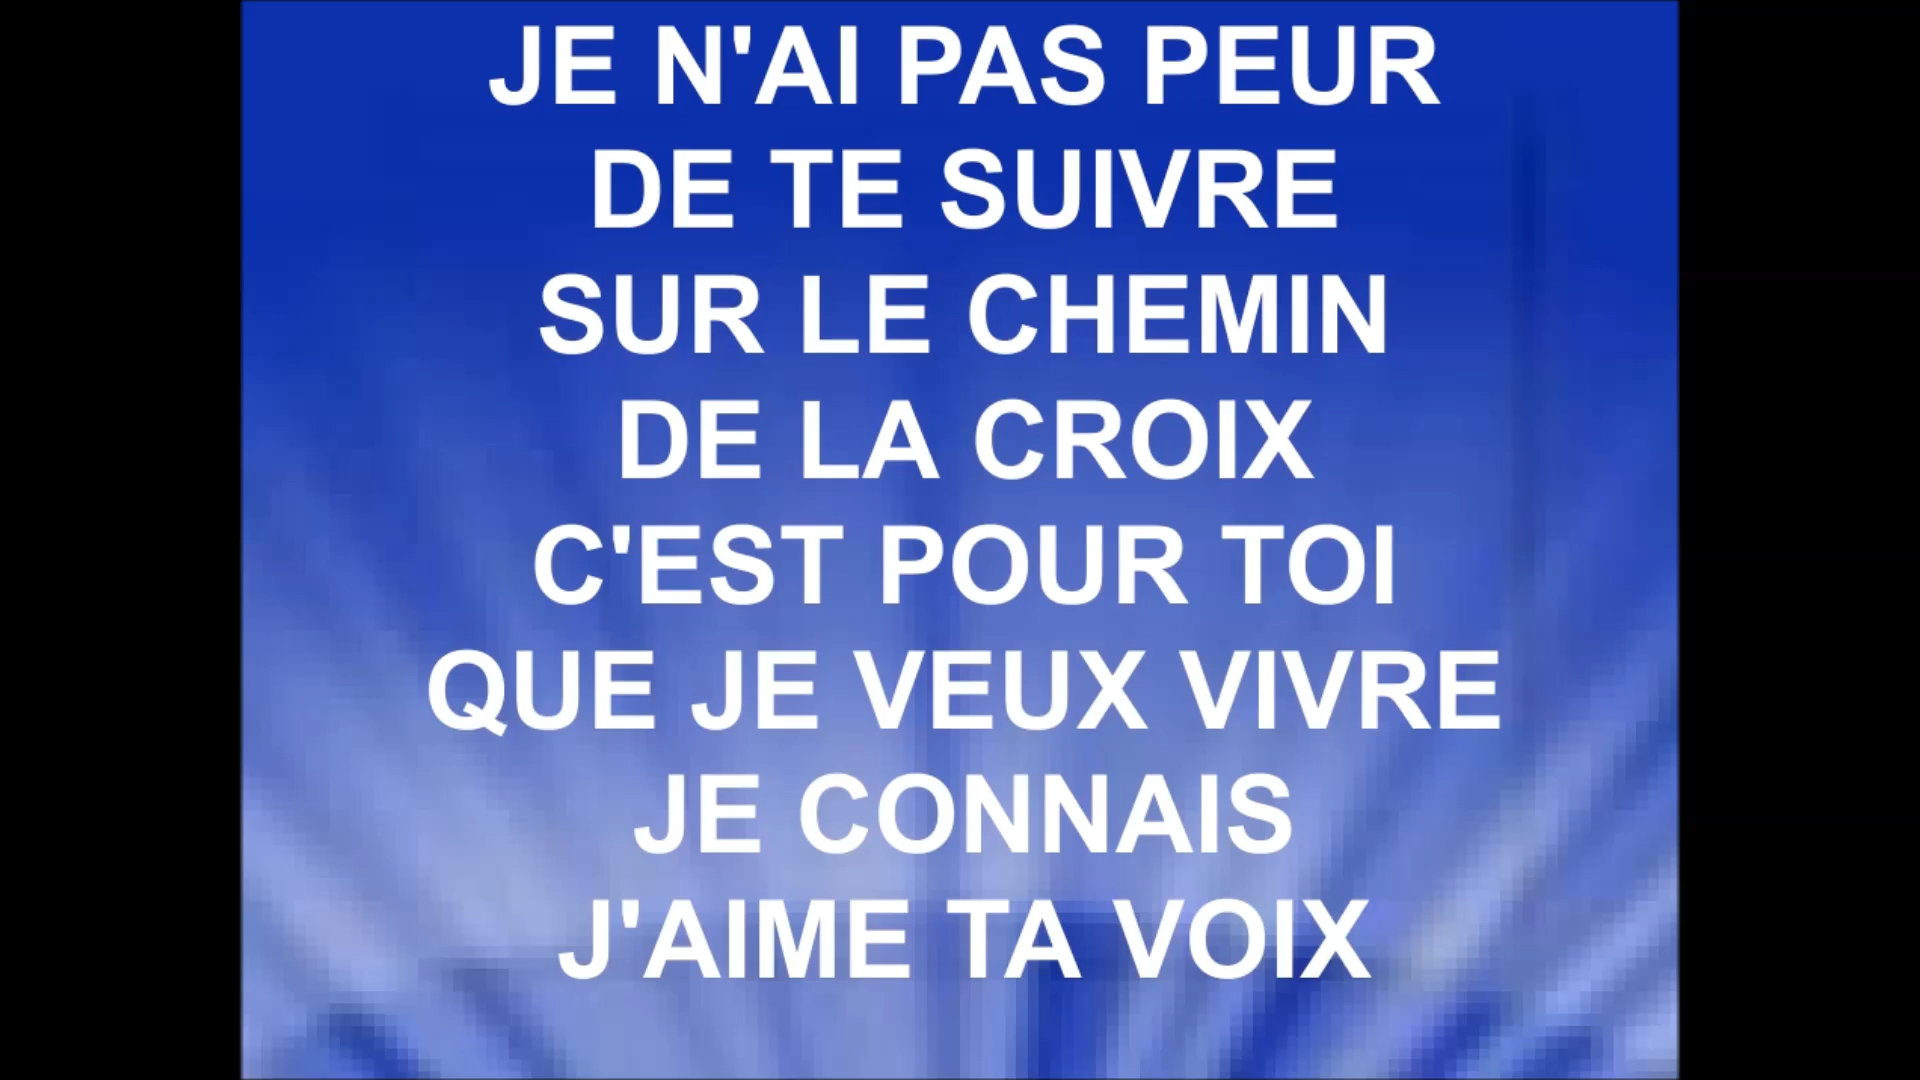 JE N'AI PAS PEUR
DE TE SUIVRE
SUR LE CHEMIN
DE LA CROIX
C'EST POUR TOI
QUE JE VEUX VIVRE
JE CONNAIS
J'AIME TA VOIX